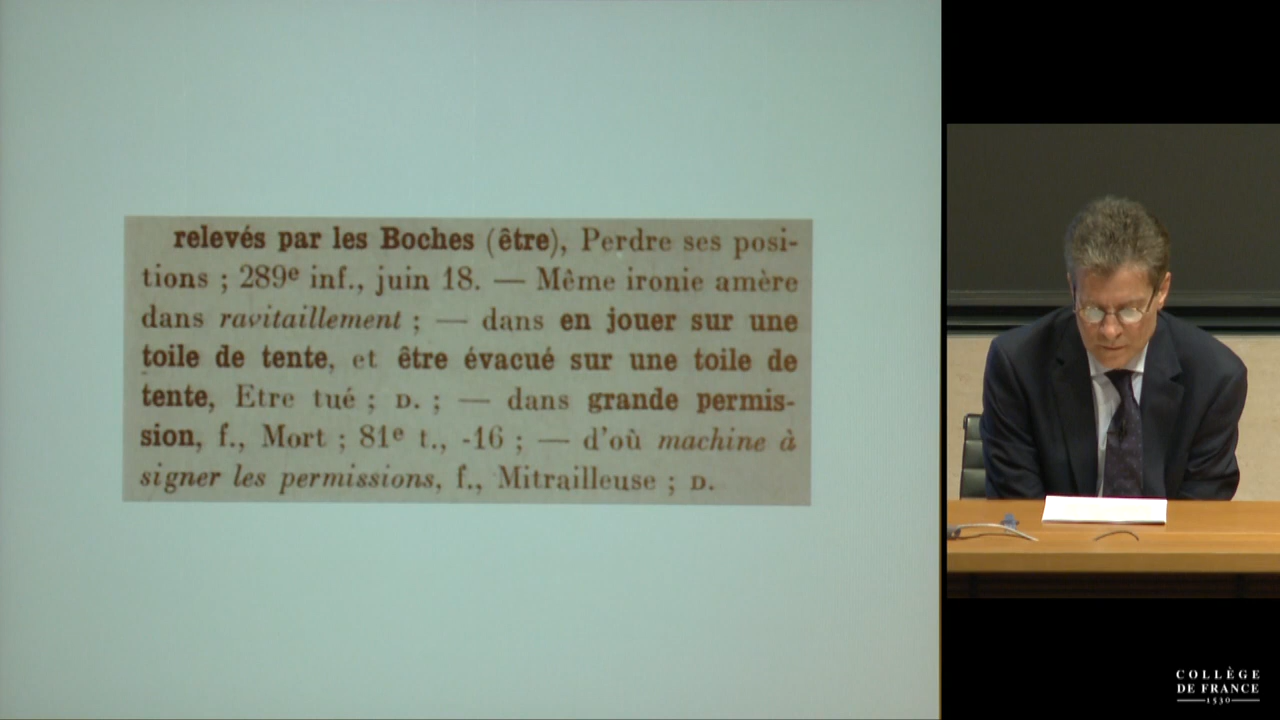 relevés par les Boches (être), Perdre ses posi-
tions ; 289e inf., juin 18. — Même ironie amère
dans ravitaillement ; — dans en jouer sur une
toile de tente, et être évacué sur une toile de
tente, Etre tué ; D. ; — dans grande permis-
sion, f., Mort ; 81e t., -16 ; — d'où machine à
signer les permissions, f., Mitrailleuse ; D.
COLLÈGE
DE FRANCE
1530